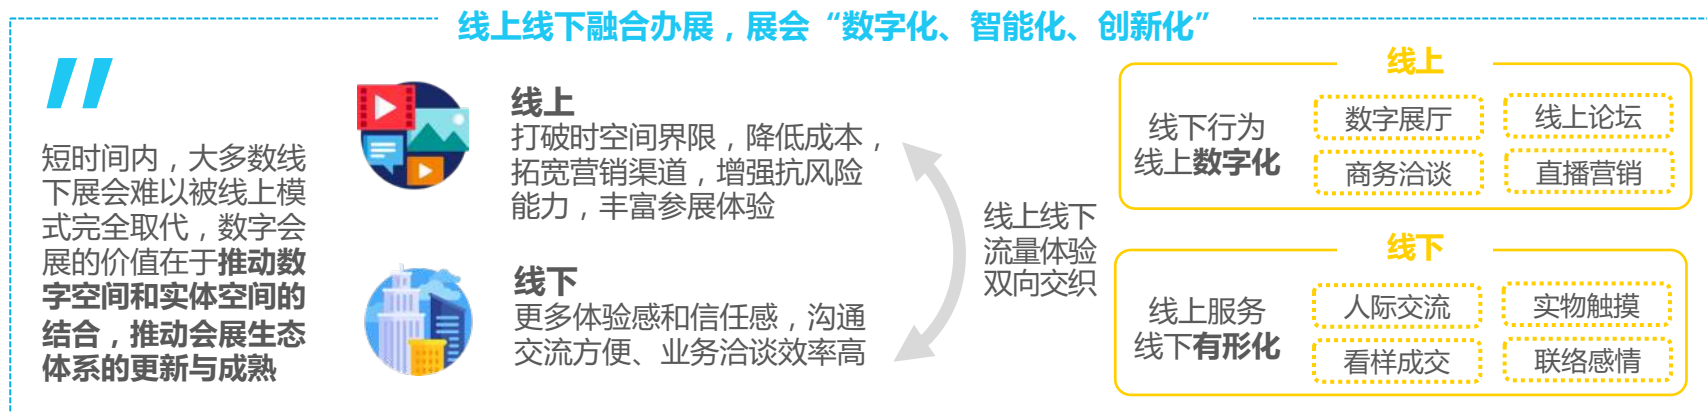 线上线下融合办展，展会“数字化、智能化、创新化”
短时间内，大多数线
下展会难以被线上模
式完全取代，数字会
展的价值在于推动数
字空间和实体空间的
结合，推动会展生态
体系的更新与成熟
线上
打破时空间界限，降低成本，
拓宽营销渠道，增强抗风险
能力，丰富参展体验
线下
更多体验感和信任感，沟通
交流方便、业务洽谈效率高
线上线下
流量体验
双向交织
线上
线下行为
线上数字化
数字展厅
线上论坛
商务洽谈
直播营销
线下
线上服务
线下有形化
人际交流
实物触摸
看样成交
联络感情